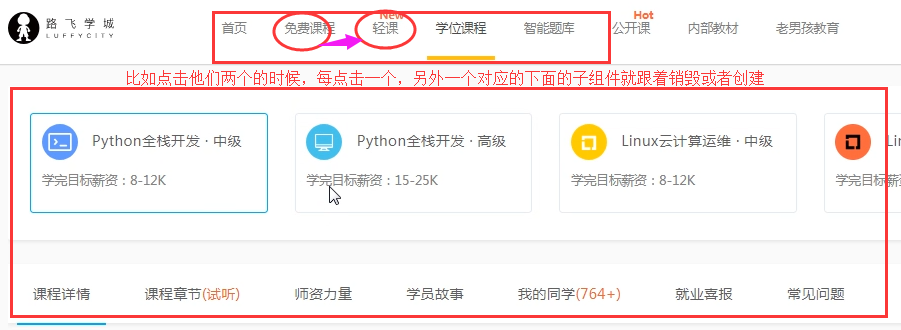 路飞学城
LUFFYCITY
New
Hot
首页 免费课程 轻课 学位课程 智能题库 公开课 内部教材 老男孩教育
比如点击他们两个的时候，每点击一个，另外一个对应的下面的子组件就跟着销毁或者创建
Python全栈开发 · 中级
学完目标薪资：8-12K
Python全栈开发 · 高级
学完目标薪资：15-25K
Linux云计算运维 · 中级
学完目标薪资：8-12K
学完目标薪
课程详情 课程章节(试听) 师资力量 学员故事 我的同学(764+) 就业喜报 常见问题